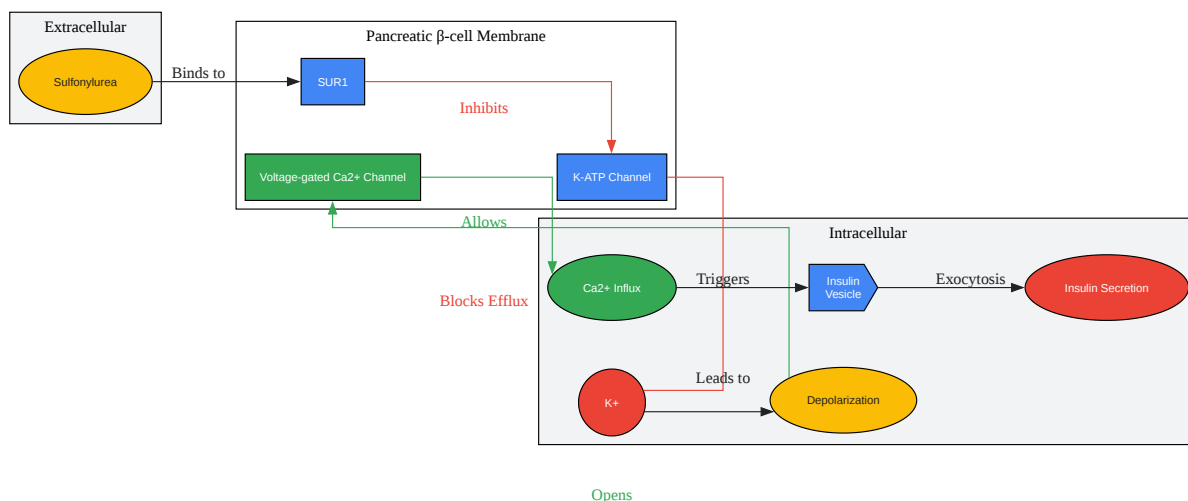 Extracellular
Pancreatic β-cell Membrane
Sulfonylurea
Binds to
SUR1
Inhibits
Voltage-gated Ca2+ Channel
K-ATP Channel
Allows
Intracellular
Ca2+ Influx
Triggers
Insulin
Vesicle
Exocytosis
Insulin Secretion
Blocks Efflux
K+
Leads to
Depolarization
Opens